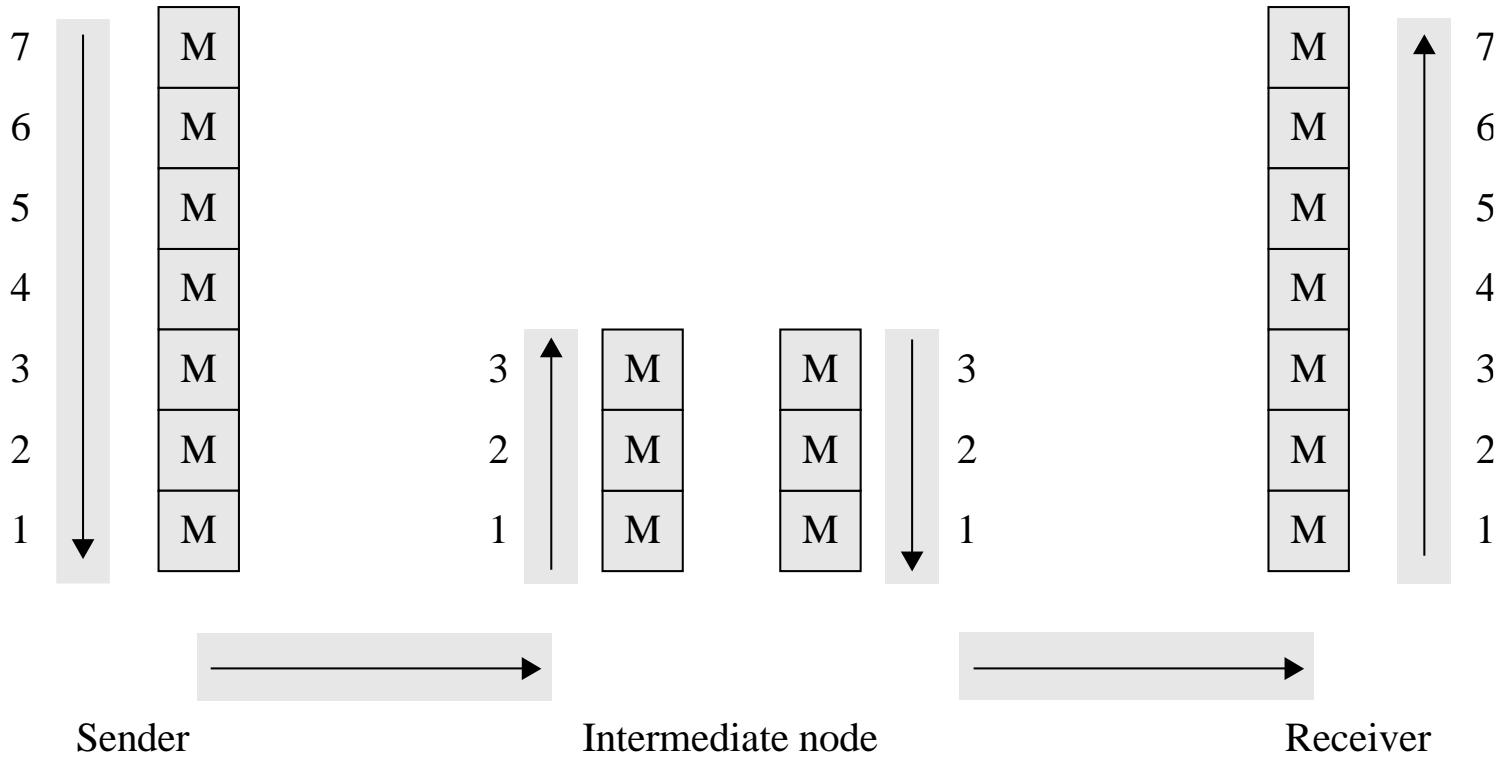 7 M M 7
6 M M 6
5 M M 5
4 M M 4
3 M 3 M M 3 M 3
2 M 2 M M 2 M 2
1 M 1 M M 1 M 1
Sender Intermediate node Receiver